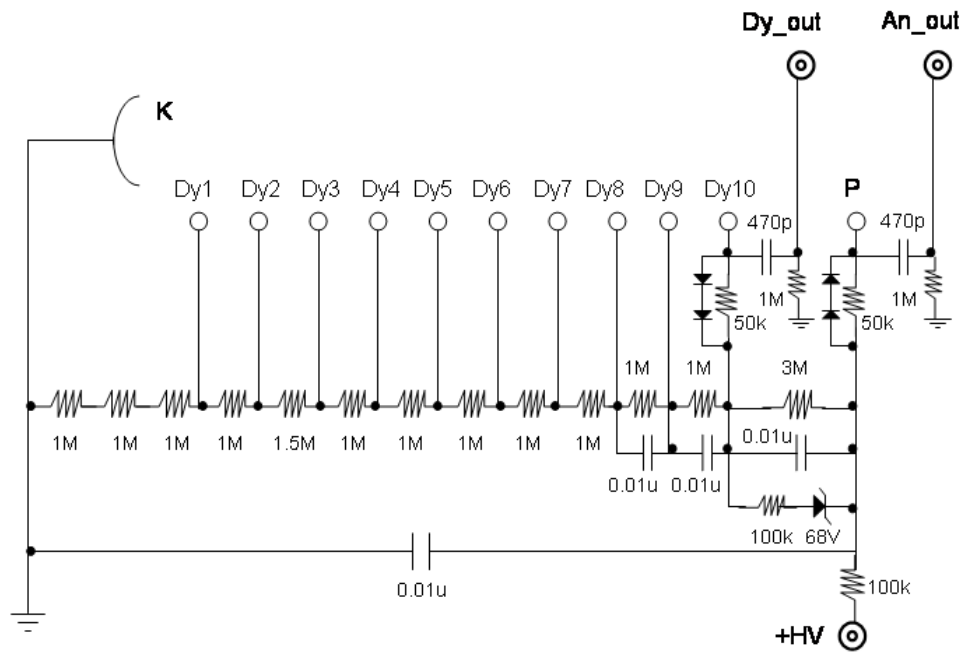 Dy_out An_out
K
Dy1 Dy2 Dy3 Dy4 Dy5 Dy6 Dy7 Dy8 Dy9 Dy10 P
470p 470p
1M 1M
50k 50k
1M 1M 3M
1M 1M 1M 1M 1.5M 1M 1M 1M 1M 1M
0.01u
0.01u 0.01u
100k 68V
0.01u
100k
+HV